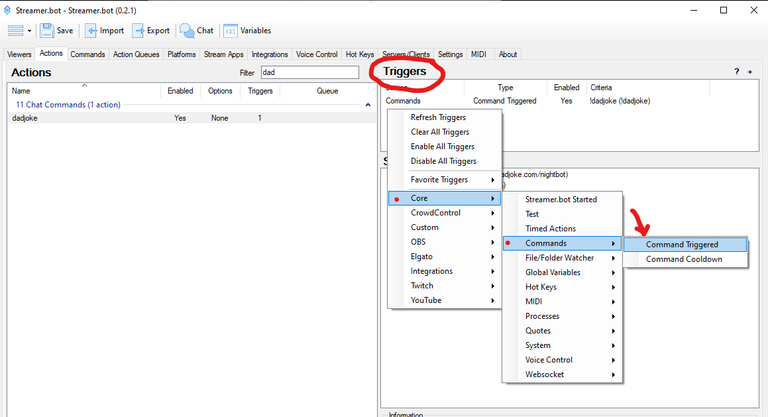 Streamer.bot - Streamer.bot (0.2.1)
Save Import Export Chat Variables
Viewers Actions Commands Action Queues Platforms Stream Apps Integrations Voice Control Hot Keys Servers/Clients Settings MIDI About
Actions
Filter dad
Name Enabled Options Triggers Queue
11 Chat Commands (1 action)
dadjoke Yes None 1
Triggers
? +
Type Enabled Criteria
Commands Command Triggered Yes !dadjoke (!dadjoke)
Refresh Triggers
Clear All Triggers
Enable All Triggers
Disable All Triggers
Favorite Triggers
Core
CrowdControl
Custom
OBS
Elgato
Integrations
Twitch
YouTube
adjoke.com/nightbot)
Streamer.bot Started
Test
Timed Actions
Commands
File/Folder Watcher
Global Variables
Hot Keys
MIDI
Processes
Quotes
System
Voice Control
Websocket
Command Triggered
Command Cooldown
Information